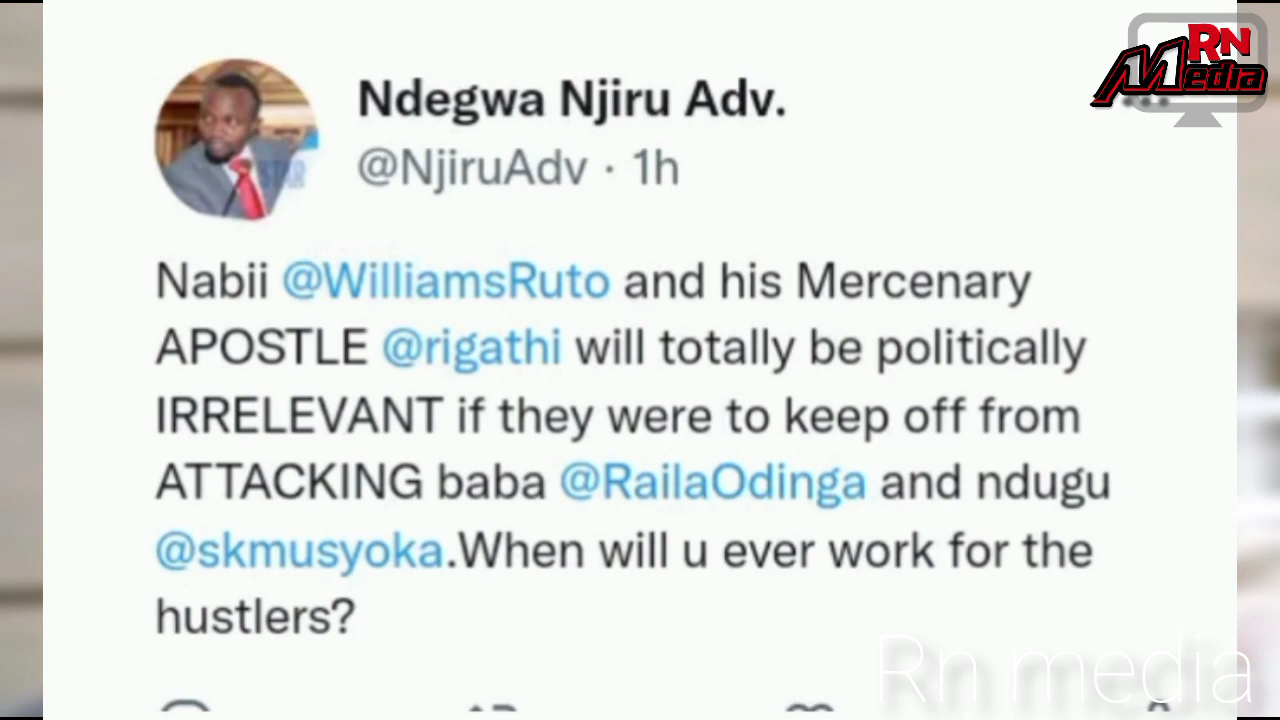 RN
Media
Ndegwa Njiru Adv.
@NjiruAdv · 1h
Nabii @WilliamsRuto and his Mercenary
APOSTLE @rigathi will totally be politically
IRRELEVANT if they were to keep off from
ATTACKING baba @RailaOdinga and ndugu
@skmusyoka.When will u ever work for the
hustlers?
Rn media